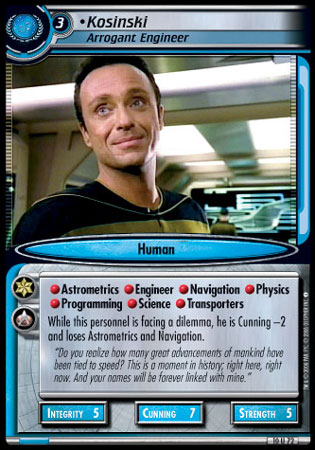 3
•Kosinski
Arrogant Engineer
Human
Astrometrics Engineer Navigation Physics
Programming Science Transporters
While this personnel is facing a dilemma, he is Cunning –2
and loses Astrometrics and Navigation.
"Do you realize how many great advancements of mankind have
been tied to speed? This is a moment in history; right here, right
now. And your names will be forever linked with mine."
INTEGRITY 5
CUNNING 7
STRENGTH 5